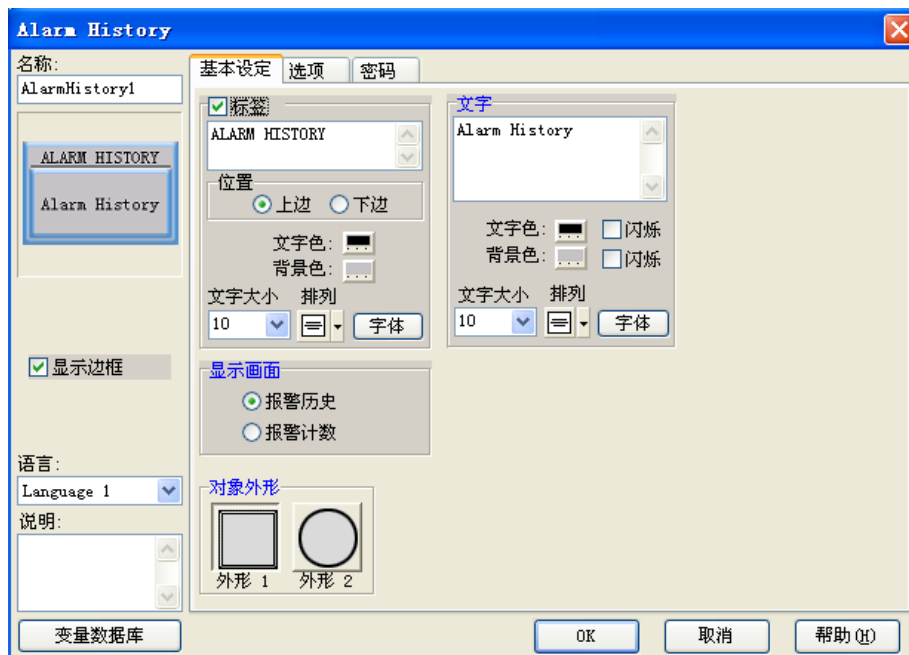 Alarm History
名称:
AlarmHistory1
ALARM HISTORY
Alarm History
显示边框
语言:
Language 1
说明:
变量数据库
基本设定 选项 密码
标签
ALARM HISTORY
位置
上边 下边
文字色: ...
背景色: ...
文字大小 排列
10 字体
文字
Alarm History
文字色: ... 闪烁
背景色: ... 闪烁
文字大小 排列
10 字体
显示画面
报警历史
报警计数
对象外形
外形 1 外形 2
OK 取消 帮助(H)